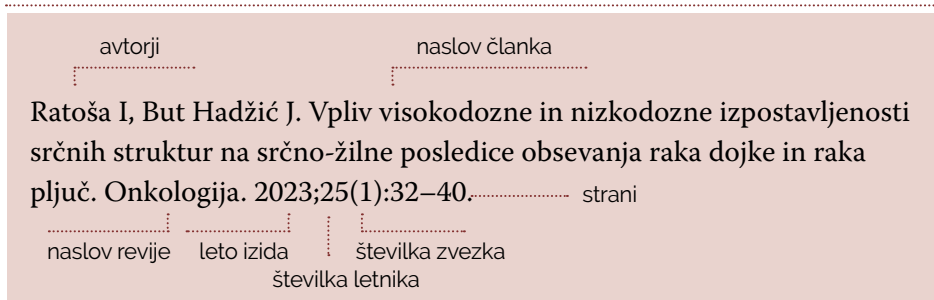 avtorji naslov članka
Ratoša I, But Hadžić J. Vpliv visokodozne in nizkodozne izpostavljenosti
srčnih struktur na srčno-žilne posledice obsevanja raka dojke in raka
pljuč. Onkologija. 2023;25(1):32–40. strani
naslov revije leto izida številka zvezka
številka letnika